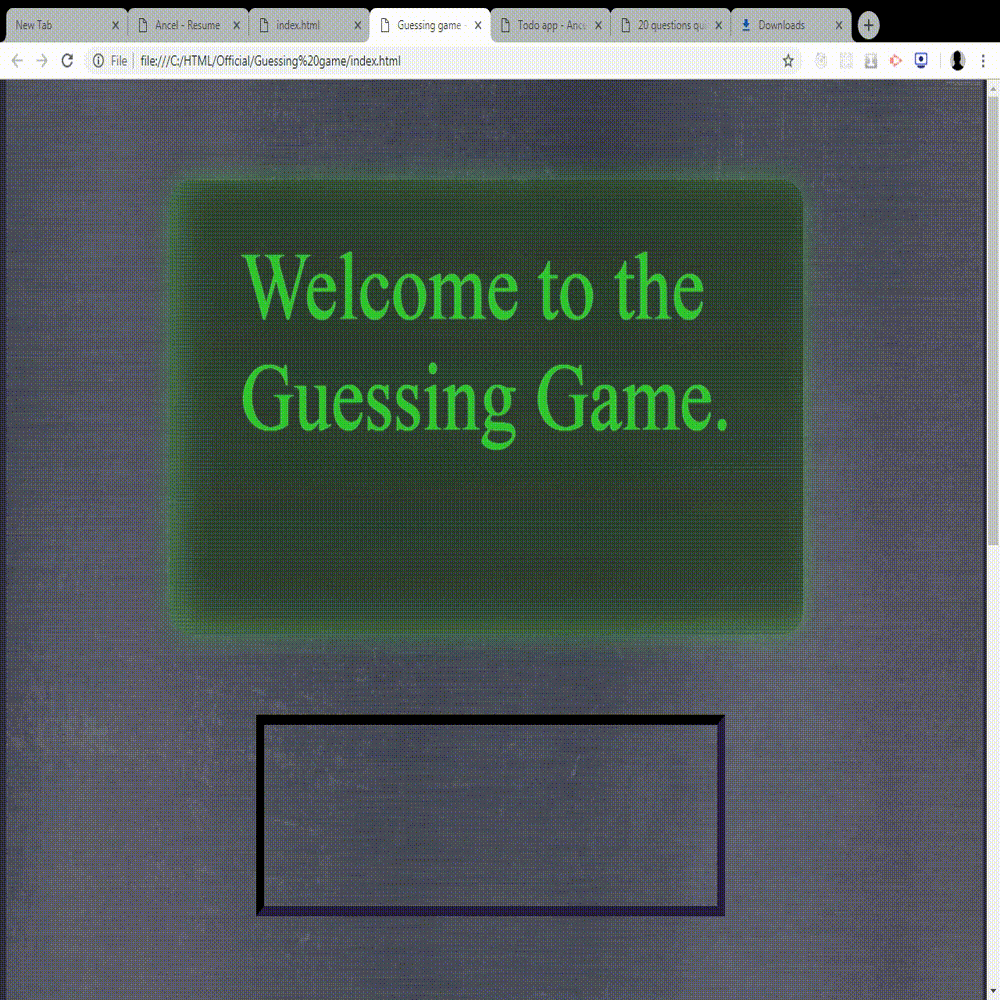 New Tab
Ancel - Resume
index.html
Guessing game -
Todo app - Ance
20 questions qu
Downloads
File
file:///C:/HTML/Official/Guessing%20game/index.html
Welcome to the
Guessing Game.